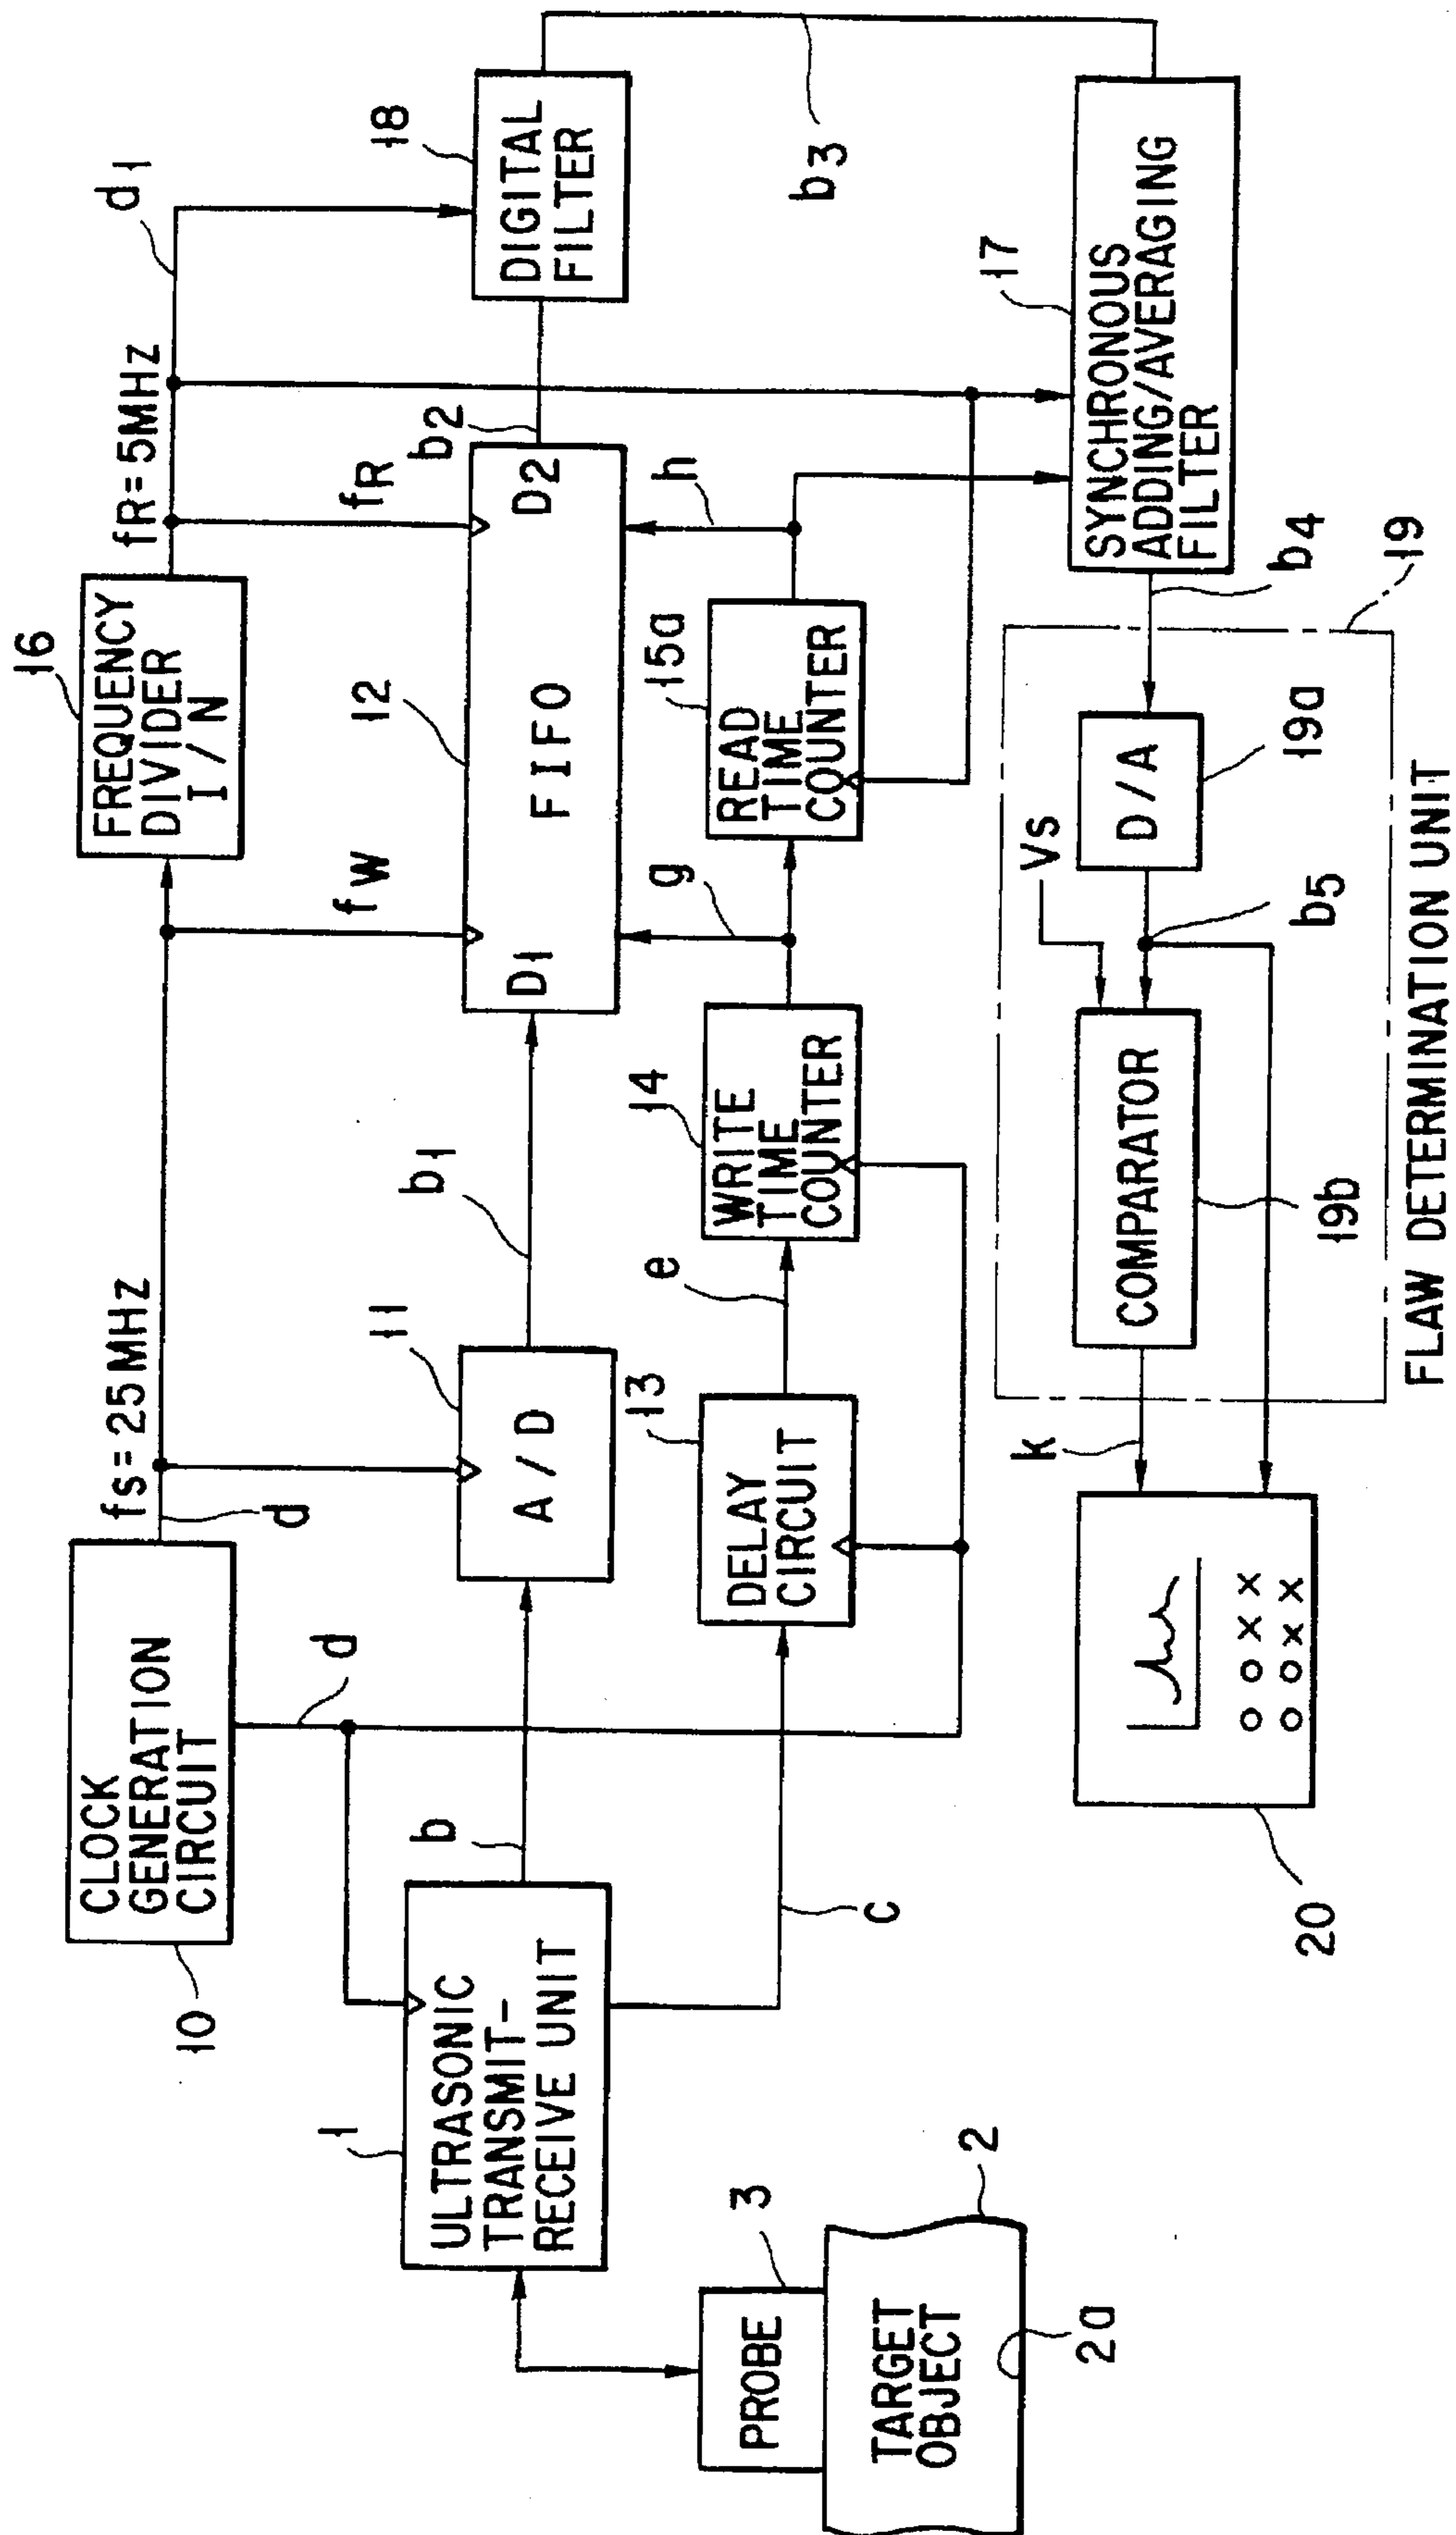 10
CLOCK
GENERATION
CIRCUIT
d
fs=25MHz
d
16
FREQUENCY
DIVIDER
I/N
fR=5MHz
d1
fW
fR
1
ULTRASONIC
TRANSMIT-
RECEIVE UNIT
b
11
A/D
b1
12
D1
FIFO
D2
b2
18
DIGITAL
FILTER
b3
c
13
DELAY
CIRCUIT
e
14
WRITE
TIME
COUNTER
g
15a
READ
TIME
COUNTER
h
3
PROBE
2
TARGET
OBJECT
2a
20
k
COMPARATOR
19b
Vs
b5
D/A
19a
b4
19
17
SYNCHRONOUS
ADDING/AVERAGING
FILTER
FLAW DETERMINATION UNIT